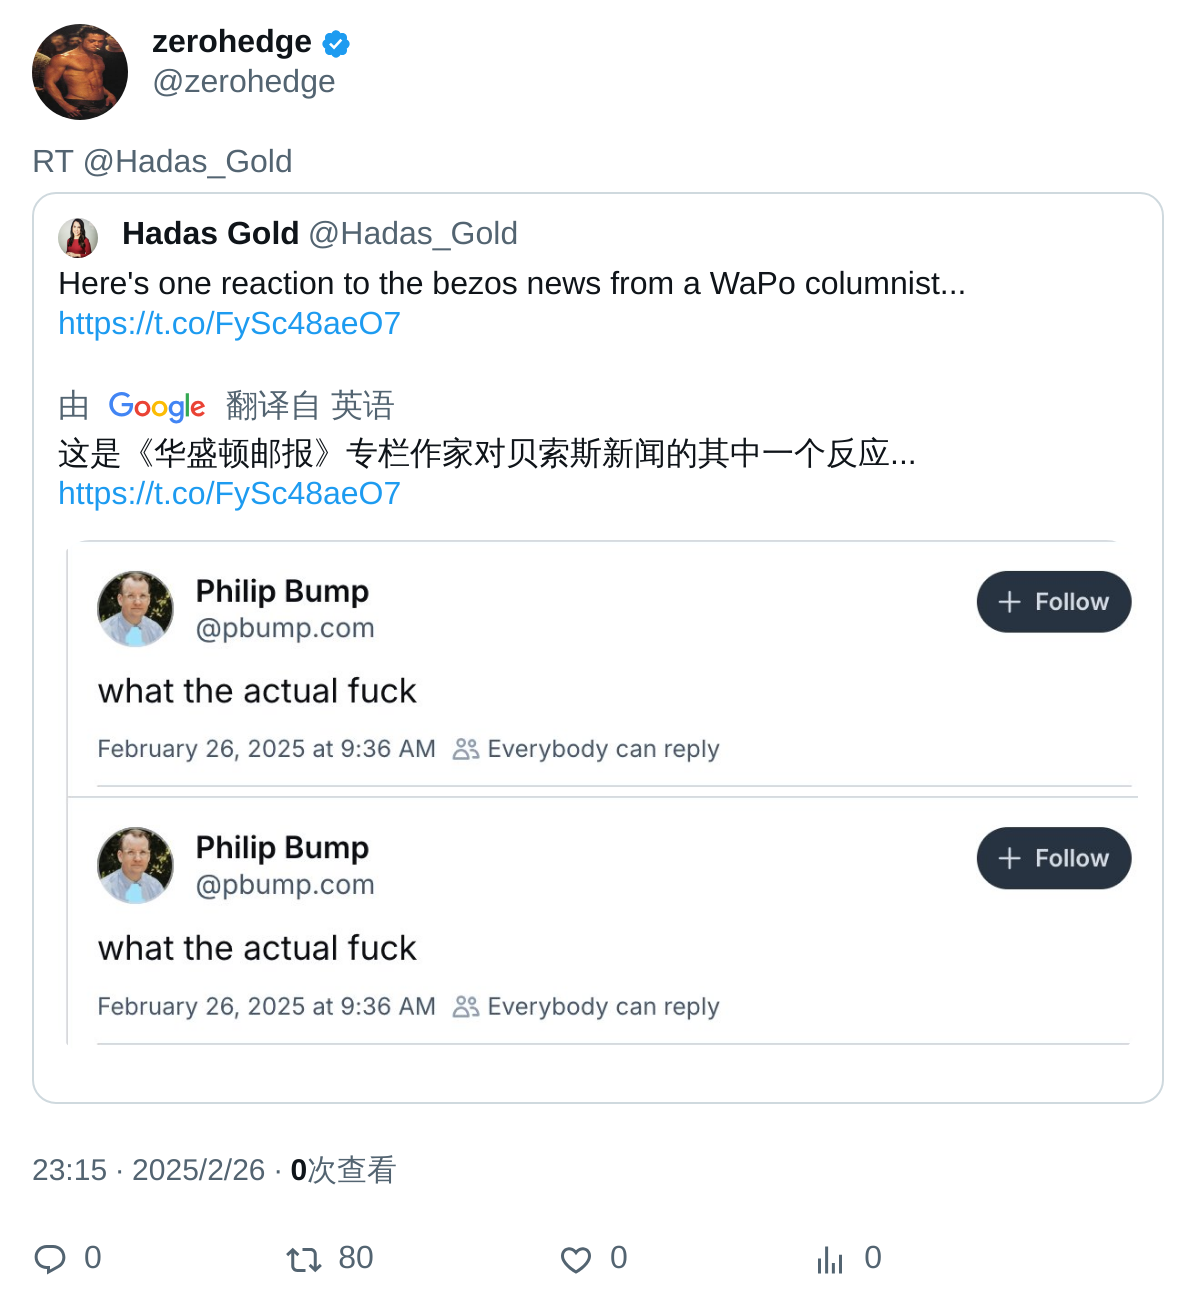 zerohedge
@zerohedge
RT @Hadas_Gold
Hadas Gold @Hadas_Gold
Here's one reaction to the bezos news from a WaPo columnist...
https://t.co/FySc48aeO7
由 Google 翻译自 英语
这是《华盛顿邮报》专栏作家对贝索斯新闻的其中一个反应...
https://t.co/FySc48aeO7
Philip Bump
@pbump.com
+ Follow
what the actual fuck
February 26, 2025 at 9:36 AM Everybody can reply
Philip Bump
@pbump.com
+ Follow
what the actual fuck
February 26, 2025 at 9:36 AM Everybody can reply
23:15 · 2025/2/26 · 0次查看
0 80 0 0